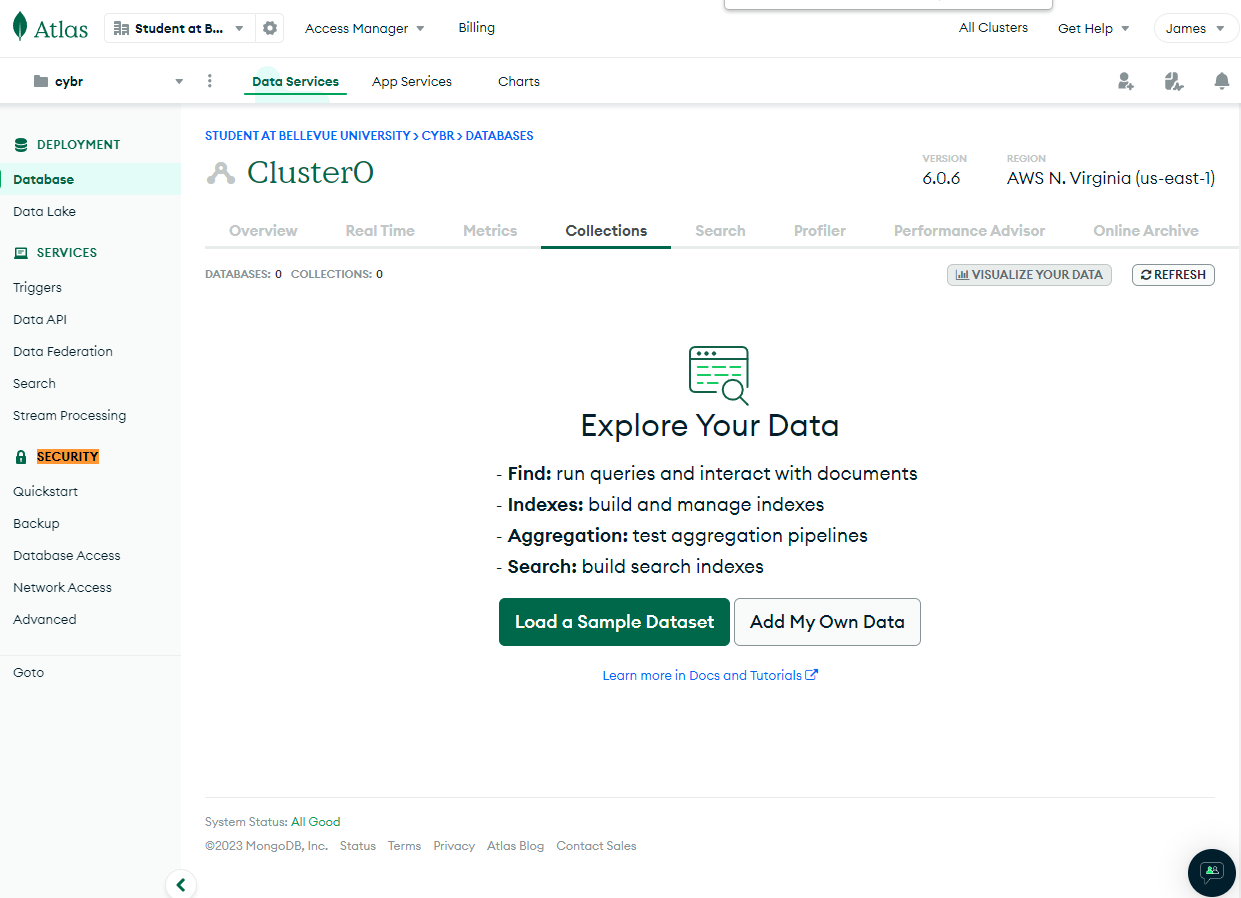 Atlas
Student at B...
Access Manager
Billing
All Clusters
Get Help
James
cybr
Data Services
App Services
Charts
DEPLOYMENT
Database
Data Lake
SERVICES
Triggers
Data API
Data Federation
Search
Stream Processing
SECURITY
Quickstart
Backup
Database Access
Network Access
Advanced
Goto
STUDENT AT BELLEVUE UNIVERSITY > CYBR > DATABASES
Cluster0
VERSION
6.0.6
REGION
AWS N. Virginia (us-east-1)
Overview
Real Time
Metrics
Collections
Search
Profiler
Performance Advisor
Online Archive
DATABASES: 0 COLLECTIONS: 0
VISUALIZE YOUR DATA
REFRESH
Explore Your Data
- Find: run queries and interact with documents
- Indexes: build and manage indexes
- Aggregation: test aggregation pipelines
- Search: build search indexes
Load a Sample Dataset
Add My Own Data
Learn more in Docs and Tutorials
System Status: All Good
©2023 MongoDB, Inc. Status Terms Privacy Atlas Blog Contact Sales